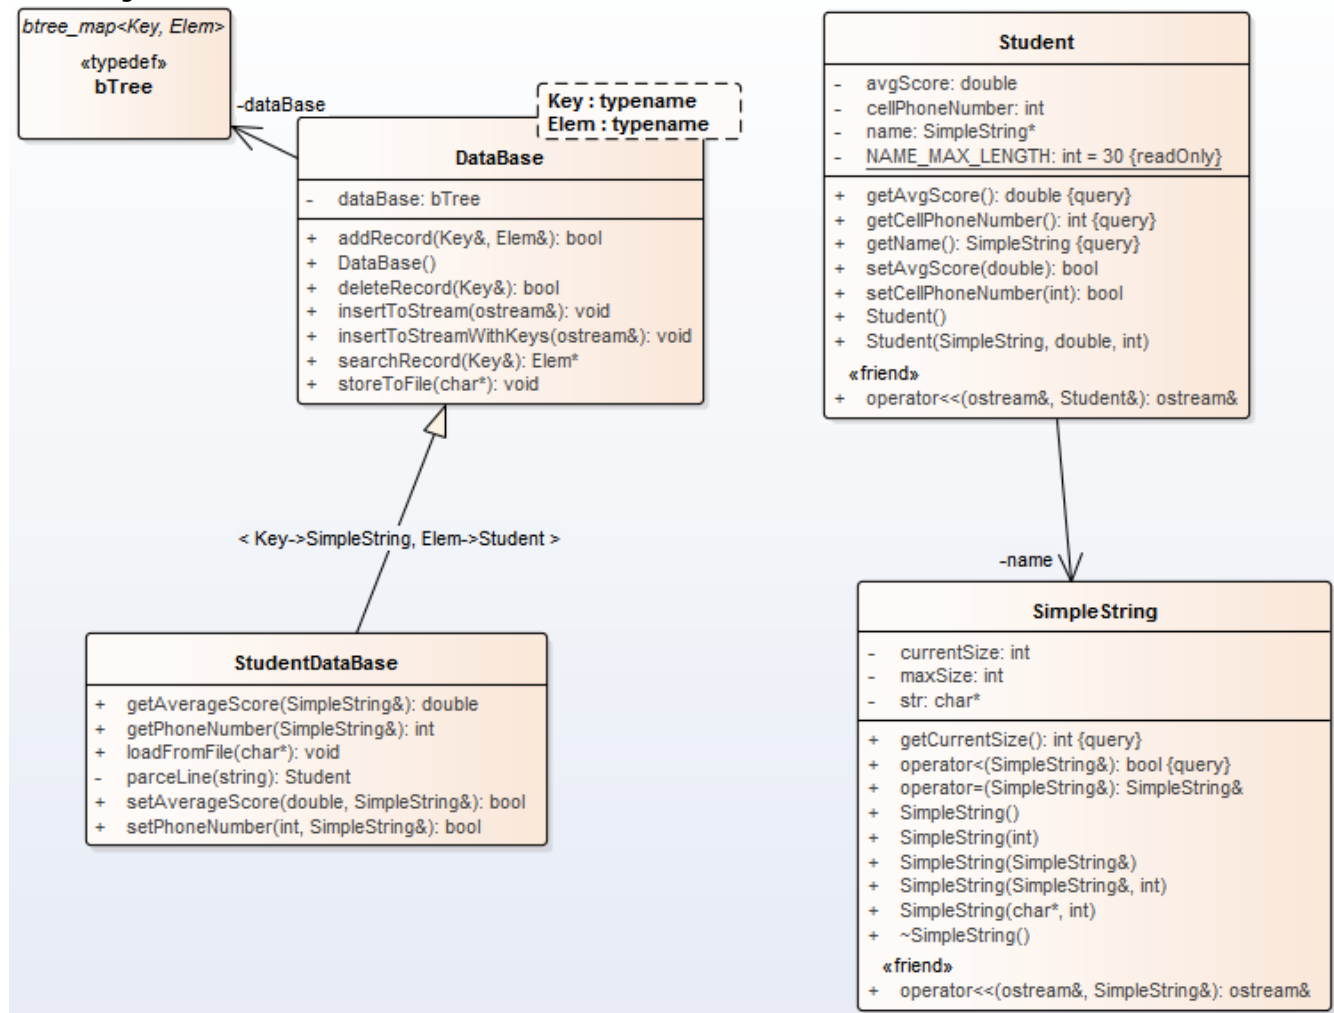 btree_map<Key, Elem>
«typedef»
bTree
-dataBase
Key : typename
Elem : typename
DataBase
- dataBase: bTree
+ addRecord(Key&, Elem&): bool
+ DataBase()
+ deleteRecord(Key&): bool
+ insertToStream(ostream&): void
+ insertToStreamWithKeys(ostream&): void
+ searchRecord(Key&): Elem*
+ storeToFile(char*): void
< Key->SimpleString, Elem->Student >
StudentDataBase
+ getAverageScore(SimpleString&): double
+ getPhoneNumber(SimpleString&): int
+ loadFromFile(char*): void
- parceLine(string): Student
+ setAverageScore(double, SimpleString&): bool
+ setPhoneNumber(int, SimpleString&): bool
Student
- avgScore: double
- cellPhoneNumber: int
- name: SimpleString*
- NAME_MAX_LENGTH: int = 30 {readOnly}
+ getAvgScore(): double {query}
+ getCellPhoneNumber(): int {query}
+ getName(): SimpleString {query}
+ setAvgScore(double): bool
+ setCellPhoneNumber(int): bool
+ Student()
+ Student(SimpleString, double, int)
«friend»
+ operator<<(ostream&, Student&): ostream&
-name
SimpleString
- currentSize: int
- maxSize: int
- str: char*
+ getCurrentSize(): int {query}
+ operator<(SimpleString&): bool {query}
+ operator=(SimpleString&): SimpleString&
+ SimpleString()
+ SimpleString(int)
+ SimpleString(SimpleString&)
+ SimpleString(SimpleString&, int)
+ SimpleString(char*, int)
+ ~SimpleString()
«friend»
+ operator<<(ostream&, SimpleString&): ostream&